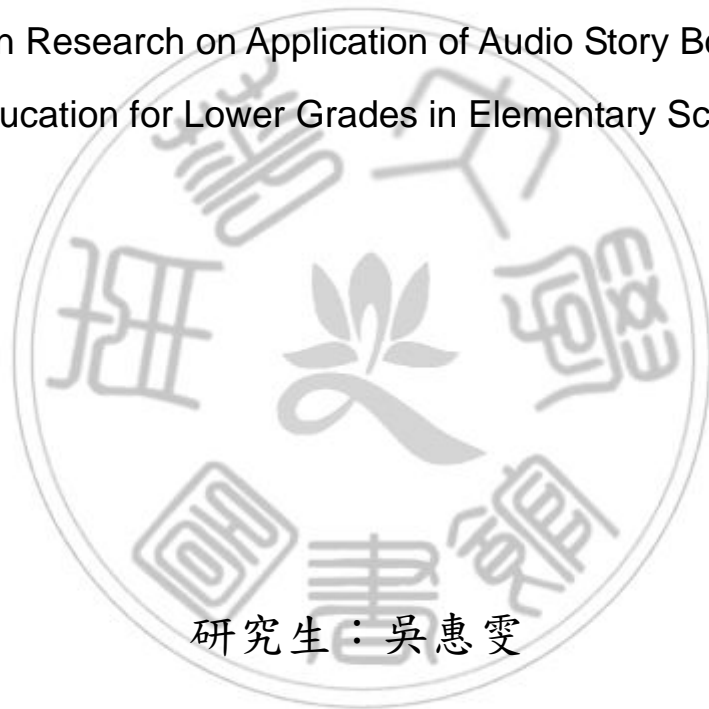 n Research on Application of Audio Story Bo
ucation for Lower Grades in Elementary Sc
研究生：吳惠雯